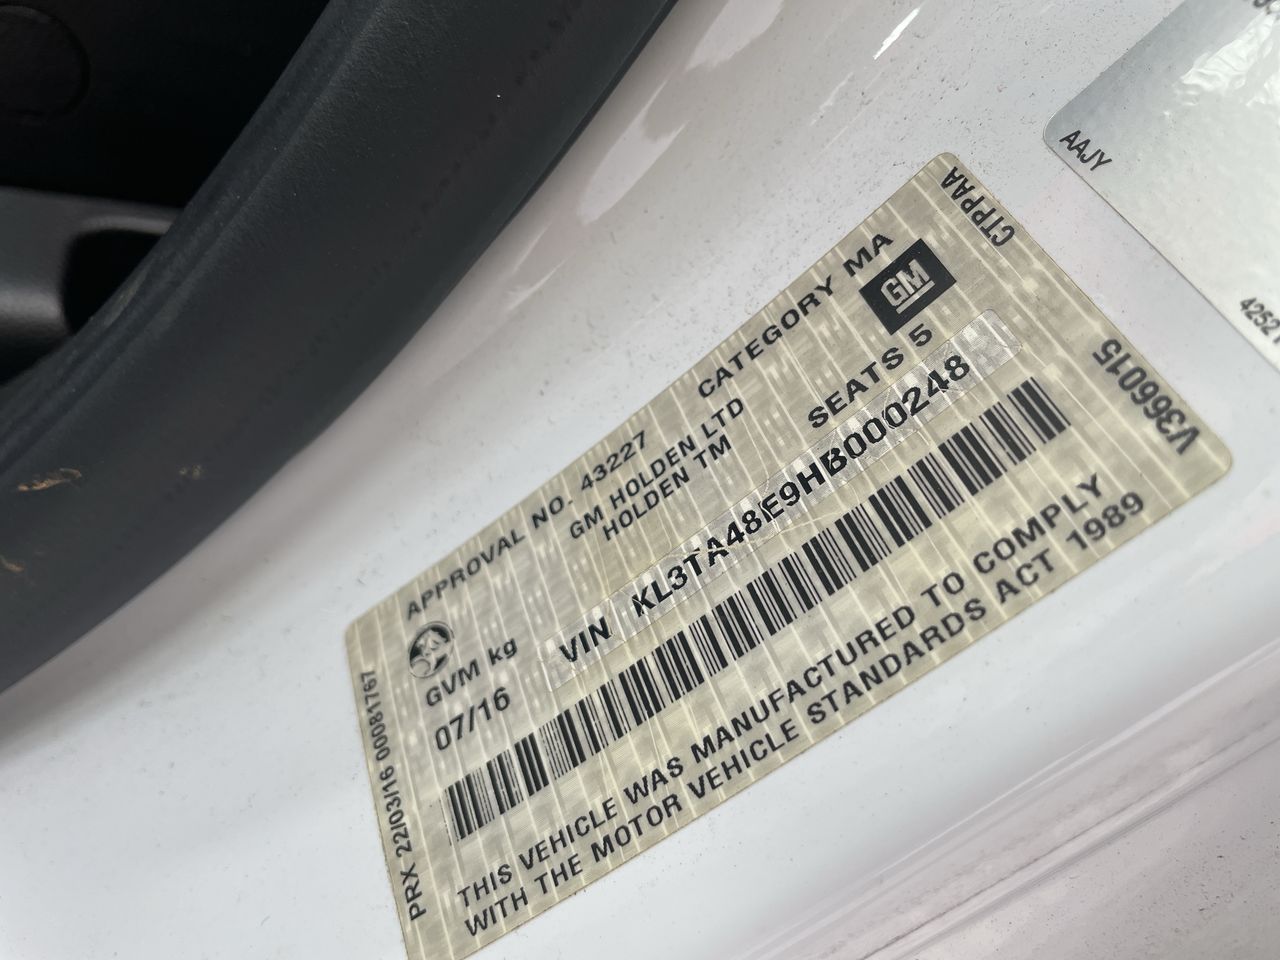 AAJY
4252
CTPPAA
APPROVAL NO. 43227 CATEGORY MA
GM HOLDEN LTD
GM
HOLDEN TM
SEATS 5
GVM kg
VIN KL3TA48E9HB000248
07/16
V366015
THIS VEHICLE WAS MANUFACTURED TO COMPLY
WITH THE MOTOR VEHICLE STANDARDS ACT 1989
PRX 22/03/16 00081767